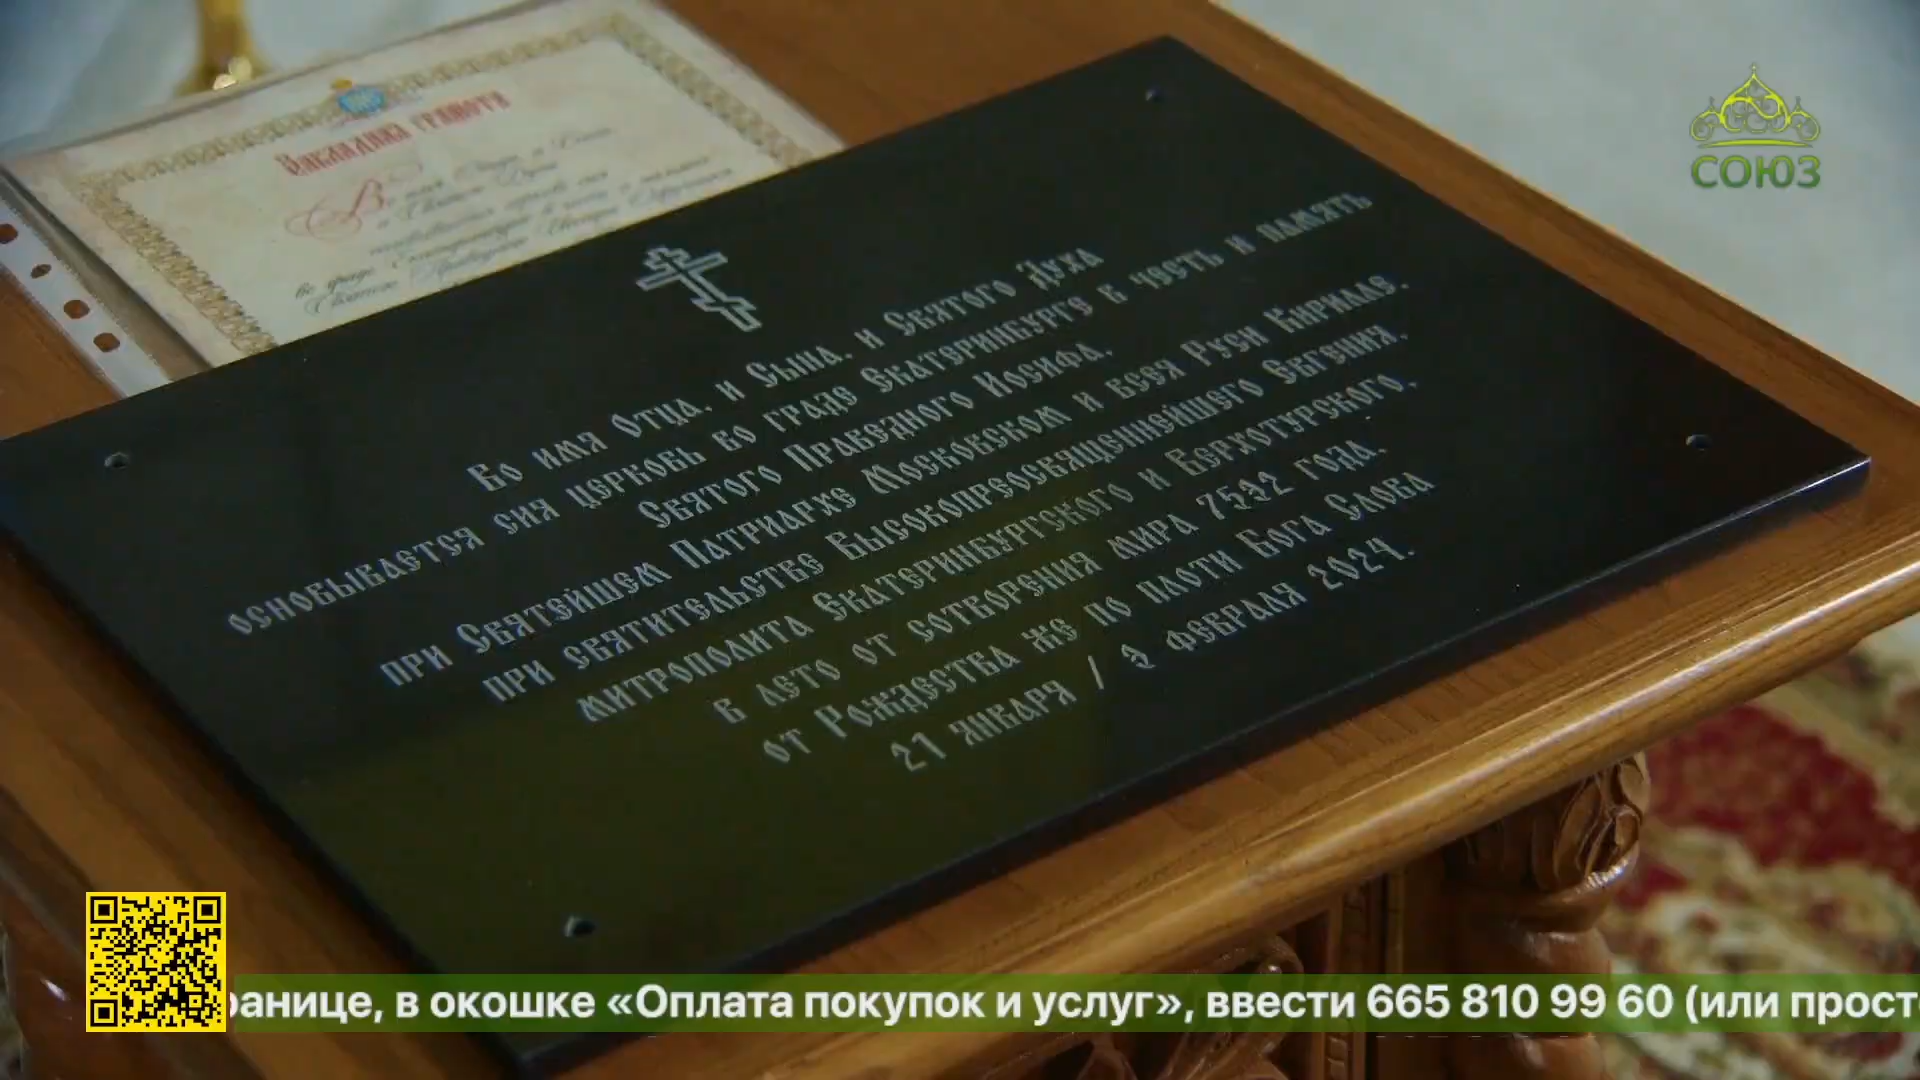 СОЮЗ
Закладная грамота
Во имя Отца, и Сына, и Святого Духа
основывается сия церковь во граде Екатеринбурге в честь и память
Святого Праведного Иосифа,
при Святейшем Патриархе Московском и всея Руси Кирилле,
при святительстве Высокопреосвященнейшего Евгения,
митрополита Екатеринбургского и Верхотурского,
в лето от сотворения мира 7532 года,
от Рождества же по плоти Бога Слова
21 января / 3 февраля 2024.
ранице, в окошке «Оплата покупок и услуг», ввести 665 810 99 60 (или прост